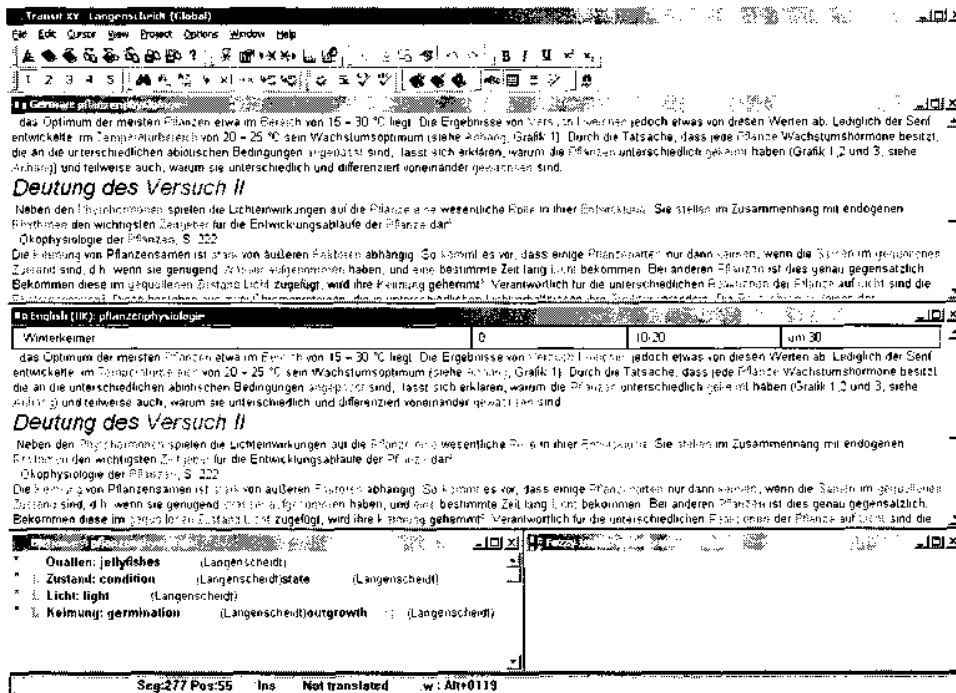 Transit XV - Langenscheidt (Global)
File Edit Cursor View Project Options Window Help
B I U x² x₂
1 2 3 4 5
German: pflanzenphysiologie
das Optimum der meisten Pflanzen etwa im Bereich von 15 – 30 °C liegt. Die Ergebnisse von Versuch I weichen jedoch etwas von diesen Werten ab. Lediglich der Senf
entwickelte im Temperaturbereich von 20 – 25 °C sein Wachstumsoptimum (siehe Anhang, Grafik 1). Durch die Tatsache, dass jede Pflanze Wachstumshormone besitzt,
die an die unterschiedlichen abiotischen Bedingungen angepasst sind, lässt sich erklären, warum die Pflanzen unterschiedlich gekeimt haben (Grafik 1,2 und 3, siehe
Anhang) und teilweise auch, warum sie unterschiedlich und differenziert voneinander gewachsen sind.
Deutung des Versuch II
Neben den Phytohormonen spielen die Lichteinwirkungen auf die Pflanze eine wesentliche Rolle in ihrer Entwicklung. Sie stellen im Zusammenhang mit endogenen
Rhythmen den wichtigsten Zeitgeber für die Entwicklungsabläufe der Pflanze dar
Ökophysiologie der Pflanzen, S. 222
Die Keimung von Pflanzensamen ist stark von äußeren Faktoren abhängig. So kommt es vor, dass einige Pflanzenarten nur dann keimen, wenn die Samen im gequollenen
Zustand sind, d.h. wenn sie genügend Wasser aufgenommen haben, und eine bestimmte Zeit lang Licht bekommen. Bei anderen Pflanzen ist dies genau gegensätzlich.
Bekommen diese im gequollenen Zustand Licht zugefügt, wird ihre Keimung gehemmt. Verantwortlich für die unterschiedlichen Reaktionen der Pflanze auf Licht sind die
English (UK): pflanzenphysiologie
Winterkeimer 0 10-20 um 30
das Optimum der meisten Pflanzen etwa im Bereich von 15 – 30 °C liegt. Die Ergebnisse von Versuch I weichen jedoch etwas von diesen Werten ab. Lediglich der Senf
entwickelte im Temperaturbereich von 20 – 25 °C sein Wachstumsoptimum (siehe Anhang, Grafik 1). Durch die Tatsache, dass jede Pflanze Wachstumshormone besitzt,
die an die unterschiedlichen abiotischen Bedingungen angepasst sind, lässt sich erklären, warum die Pflanzen unterschiedlich gekeimt haben (Grafik 1,2 und 3, siehe
Anhang) und teilweise auch, warum sie unterschiedlich und differenziert voneinander gewachsen sind
Deutung des Versuch II
Neben den Phytohormonen spielen die Lichteinwirkungen auf die Pflanze eine wesentliche Rolle in ihrer Entwicklung. Sie stellen im Zusammenhang mit endogenen
Rhythmen den wichtigsten Zeitgeber für die Entwicklungsabläufe der Pflanze dar
Ökophysiologie der Pflanzen, S. 222
Die Keimung von Pflanzensamen ist stark von äußeren Faktoren abhängig. So kommt es vor, dass einige Pflanzenarten nur dann keimen, wenn die Samen im gequollenen
Zustand sind, d.h. wenn sie genügend Wasser aufgenommen haben, und eine bestimmte Zeit lang Licht bekommen. Bei anderen Pflanzen ist dies genau gegensätzlich.
Bekommen diese im gequollenen Zustand Licht zugefügt, wird ihre Keimung gehemmt. Verantwortlich für die unterschiedlichen Reaktionen der Pflanze auf Licht sind die
Fuzzy
Quallen: jellyfishes (Langenscheidt)
Zustand: condition (Langenscheidt)state (Langenscheidt)
Licht: light (Langenscheidt)
Keimung: germination (Langenscheidt)outgrowth (Langenscheidt)
Seg:277 Pos:55 Ins Not translated w : Alt+0119